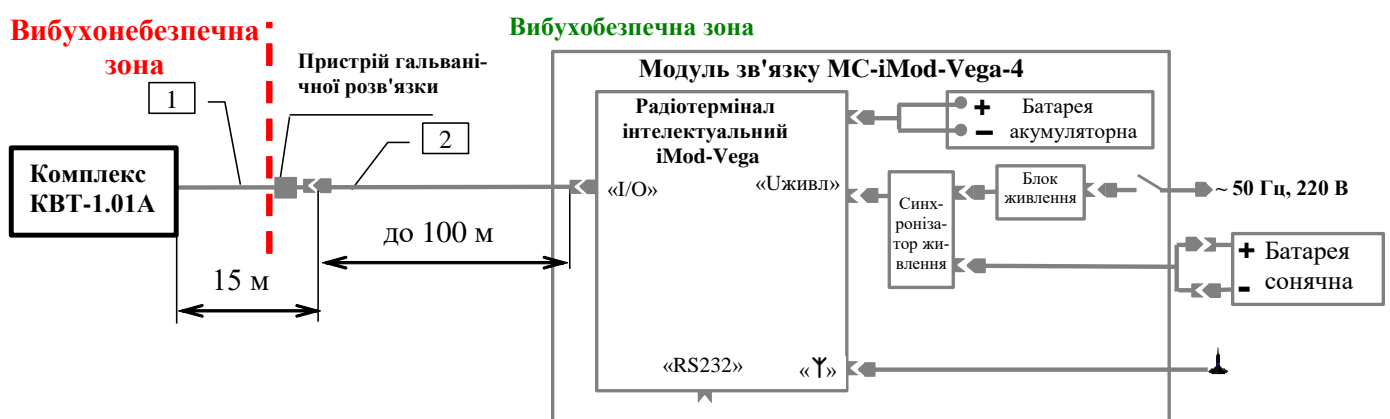 Вибухонебезпечна
зона
Вибухобезпечна зона
Пристрій гальвані-
чної розв'язки
Модуль зв'язку МС-iMod-Vega-4
1
2
Комплекс
КВТ-1.01А
15 м
до 100 м
Радіотермінал
інтелектуальний
iMod-Vega
«I/O»
«Uживл»
«RS232»
« »
+
–
Батарея
акумуляторна
Синх-
роніза-
тор жи-
влення
Блок
живлення
~ 50 Гц, 220 В
+
-
Батарея
сонячна